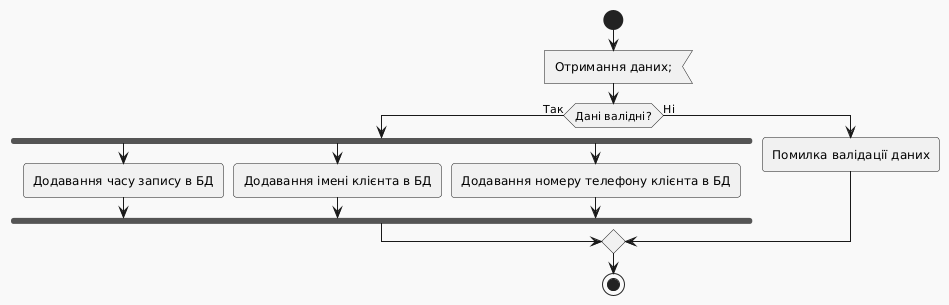 Отримання даних;
Так
Дані валідні?
Ні
Помилка валідації даних
Додавання часу запису в БД
Додавання імені клієнта в БД
Додавання номеру телефону клієнта в БД